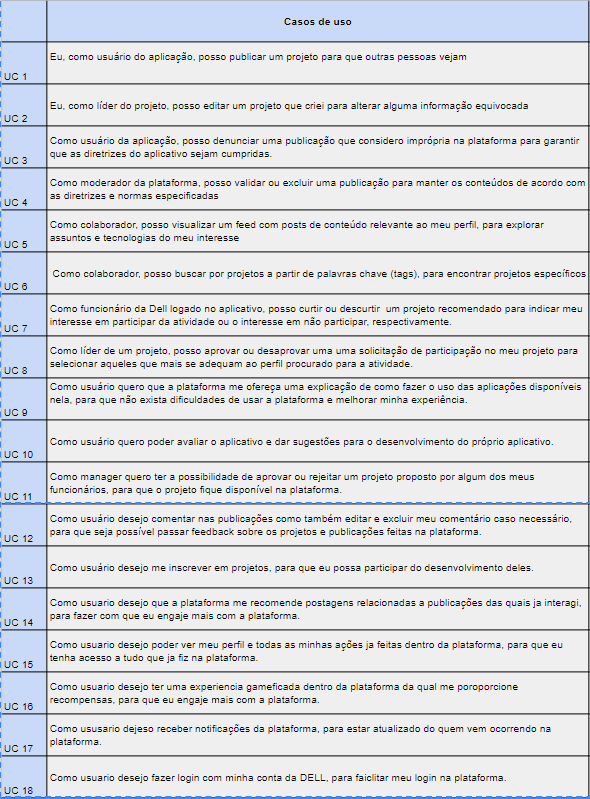 Casos de uso
Eu, como usuário do aplicação, posso publicar um projeto para que outras pessoas vejam
UC 1
Eu, como líder do projeto, posso editar um projeto que criei para alterar alguma informação equivocada
UC 2
Como usuário da aplicação, posso denunciar uma publicação que considero imprópria na plataforma para garantir
que as diretrizes do aplicativo sejam cumpridas.
UC 3
Como moderador da plataforma, posso validar ou excluir uma publicação para manter os conteúdos de acordo com
as diretrizes e normas especificadas
UC 4
Como colaborador, posso visualizar um feed com posts de conteúdo relevante ao meu perfil, para explorar
assuntos e tecnologias do meu interesse
UC 5
Como colaborador, posso buscar por projetos a partir de palavras chave (tags), para encontrar projetos específicos
UC 6
Como funcionário da Dell logado no aplicativo, posso curtir ou descurtir um projeto recomendado para indicar meu
interesse em participar da atividade ou o interesse em não participar, respectivamente.
UC 7
Como líder de um projeto, posso aprovar ou desaprovar uma uma solicitação de participação no meu projeto para
selecionar aqueles que mais se adequam ao perfil procurado para a atividade.
UC 8
Como usuário quero que a plataforma me ofereça uma explicação de como fazer o uso das aplicações disponíveis
nela, para que não exista dificuldades de usar a plataforma e melhorar minha experiência.
UC 9
Como usuário quero poder avaliar o aplicativo e dar sugestões para o desenvolvimento do próprio aplicativo.
UC 10
Como manager quero ter a possibilidade de aprovar ou rejeitar um projeto proposto por algum dos meus
funcionários, para que o projeto fique disponível na plataforma.
UC 11
Como usuário desejo comentar nas publicações como também editar e excluir meu comentário caso necessário,
para que seja possível passar feedback sobre os projetos e publicações feitas na plataforma.
UC 12
Como usuário desejo me inscrever em projetos, para que eu possa participar do desenvolvimento deles.
UC 13
Como usuario desejo que a plataforma me recomende postagens relacionadas a publicações das quais ja interagi,
para fazer com que eu engaje mais com a plataforma.
UC 14
Como usuario desejo poder ver meu perfil e todas as minhas ações ja feitas dentro da plataforma, para que eu
tenha acesso a tudo que ja fiz na plataforma.
UC 15
Como usuario desejo ter uma experiencia gameficada dentro da plataforma da qual me poroporcione
recompensas, para que eu engaje mais com a plataforma.
UC 16
Como ususario dejeso receber notificações da plataforma, para estar atualizado do quem vem ocorrendo na
plataforma.
UC 17
Como usuario desejo fazer login com minha conta da DELL, para faiclitar meu login na plataforma.
UC 18